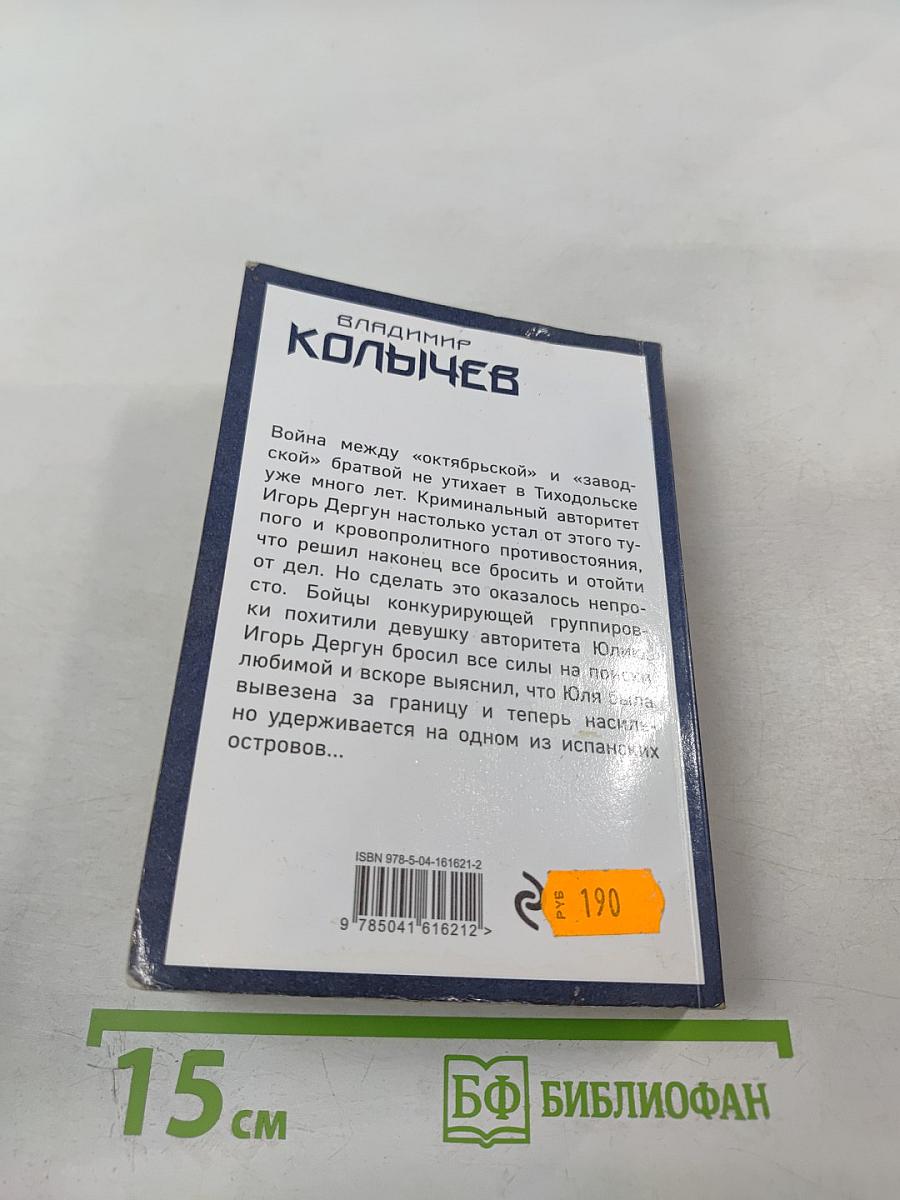 ВЛАДИМИР
КОЛЫЧЕВ
Война между «октябрьской» и «завод-
ской» братвой не утихает в Тиходольске
уже много лет. Криминальный авторитет
Игорь Дергун настолько устал от этого ту-
пого и кровопролитного противостояния,
что решил наконец все бросить и отойти
от дел. Но сделать это оказалось непро-
сто. Бойцы конкурирующей группиров-
ки похитили девушку авторитета Юлию.
Игорь Дергун бросил все силы на поиски
любимой и вскоре выяснил, что Юля была
вывезена за границу и теперь насиль-
но удерживается на одном из испанских
островов...
ISBN 978-5-04-161621-2
9 785041 616212 >
РУБ 190
15 см
БФ БИБЛИОФАН